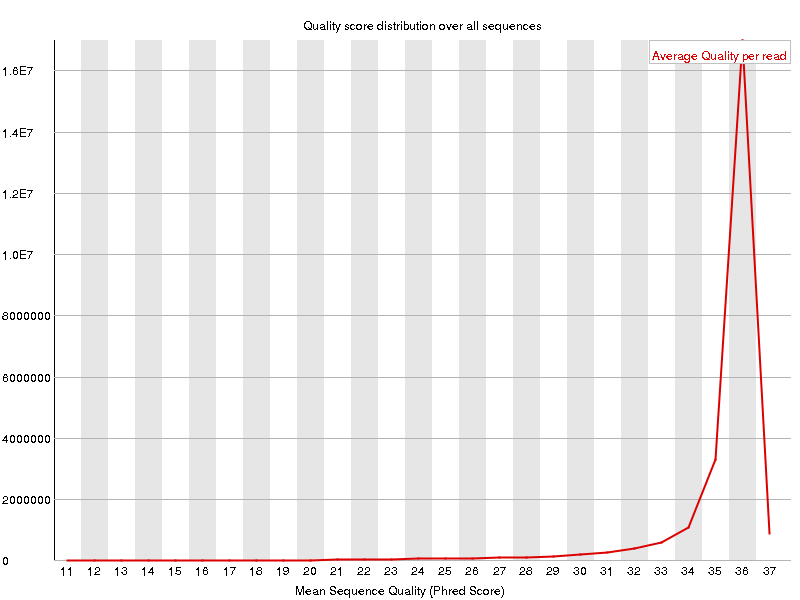 Quality score distribution over all sequences
Average Quality per read
1.6E7
1.4E7
1.2E7
1.0E7
8000000
6000000
4000000
2000000
0
11 12 13 14 15 16 17 18 19 20 21 22 23 24 25 26 27 28 29 30 31 32 33 34 35 36 37
Mean Sequence Quality (Phred Score)